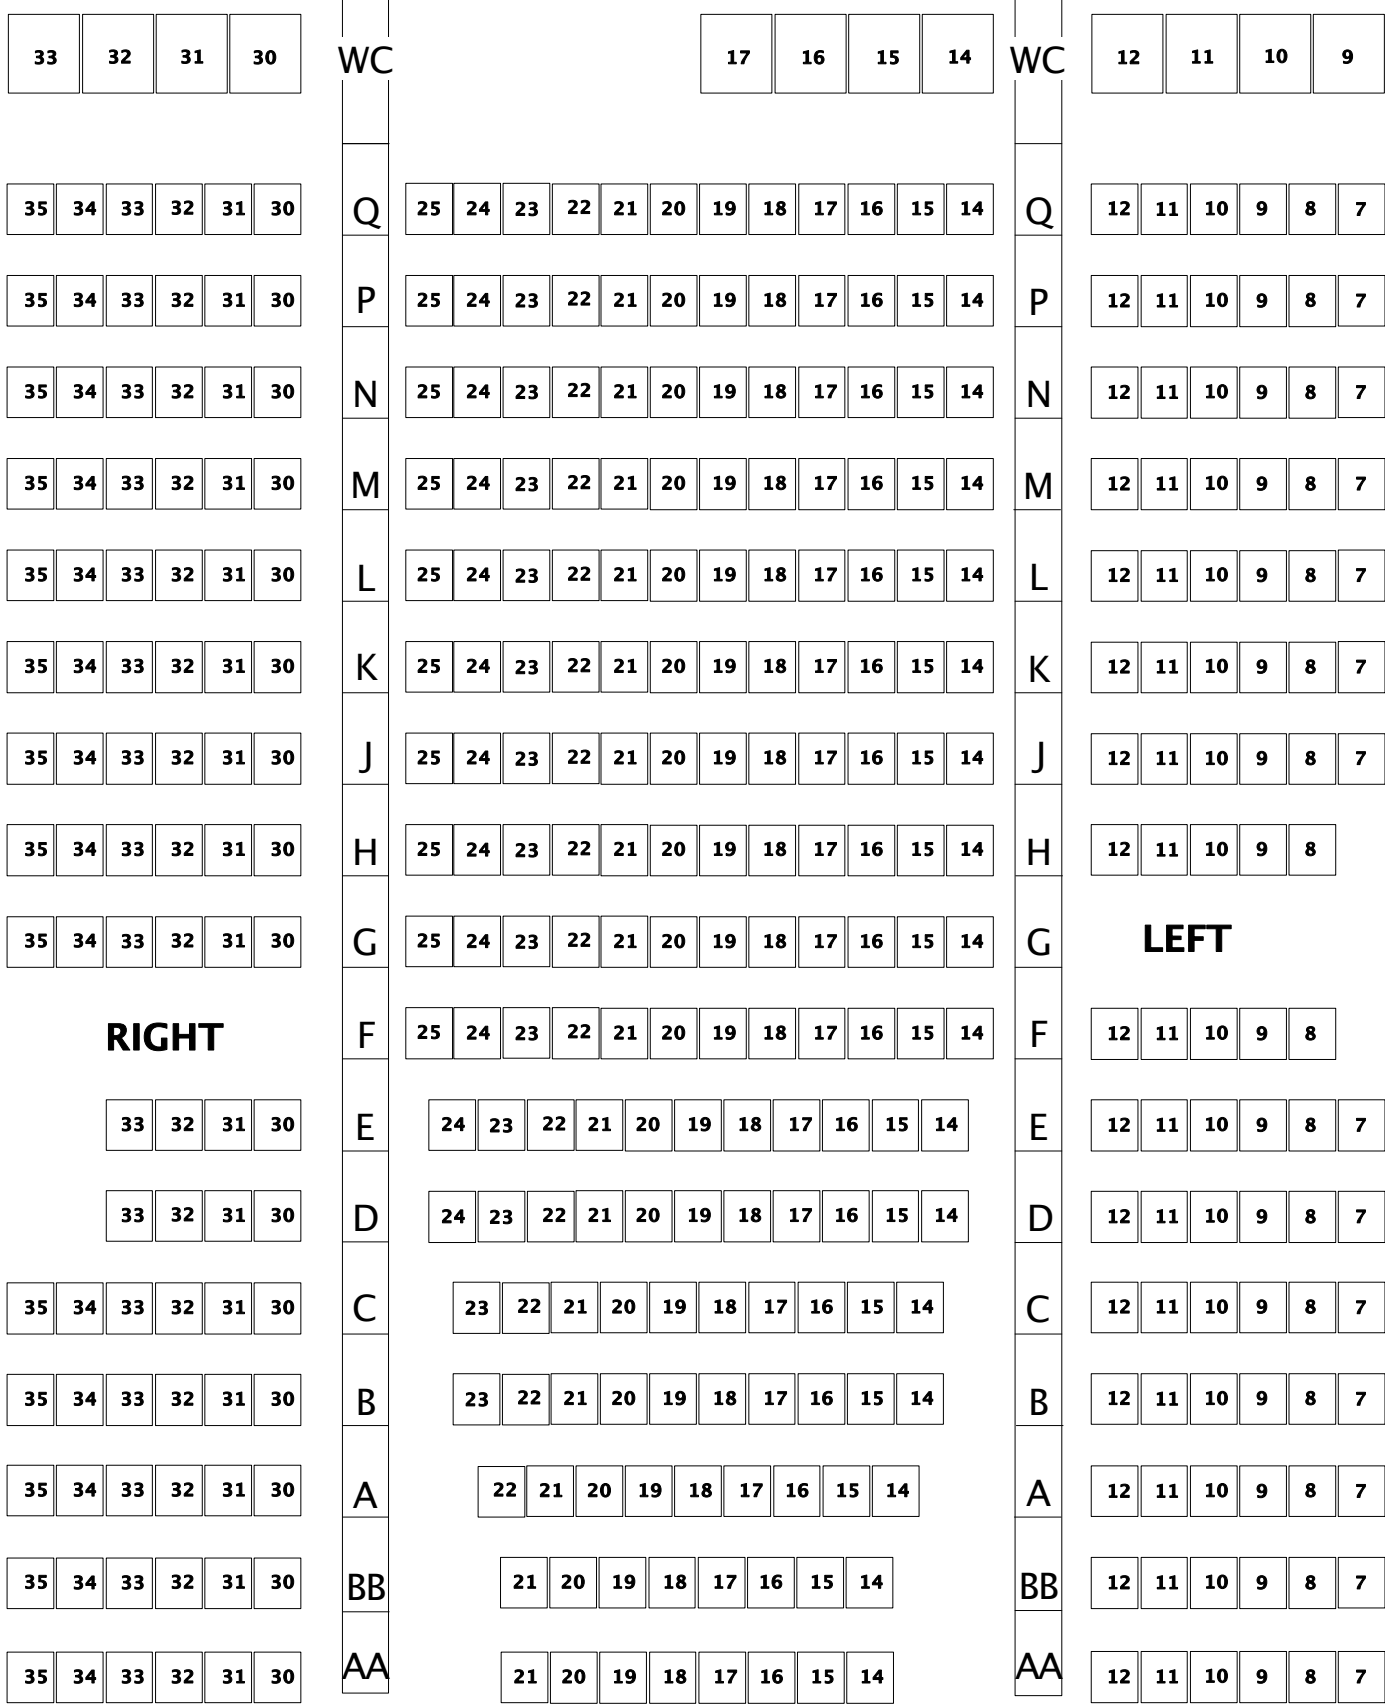 33 32 31 30 WC 17 16 15 14 WC 12 11 10 9
35 34 33 32 31 30 Q 25 24 23 22 21 20 19 18 17 16 15 14 Q 12 11 10 9 8 7
35 34 33 32 31 30 P 25 24 23 22 21 20 19 18 17 16 15 14 P 12 11 10 9 8 7
35 34 33 32 31 30 N 25 24 23 22 21 20 19 18 17 16 15 14 N 12 11 10 9 8 7
35 34 33 32 31 30 M 25 24 23 22 21 20 19 18 17 16 15 14 M 12 11 10 9 8 7
35 34 33 32 31 30 L 25 24 23 22 21 20 19 18 17 16 15 14 L 12 11 10 9 8 7
35 34 33 32 31 30 K 25 24 23 22 21 20 19 18 17 16 15 14 K 12 11 10 9 8 7
35 34 33 32 31 30 J 25 24 23 22 21 20 19 18 17 16 15 14 J 12 11 10 9 8 7
35 34 33 32 31 30 H 25 24 23 22 21 20 19 18 17 16 15 14 H 12 11 10 9 8
35 34 33 32 31 30 G 25 24 23 22 21 20 19 18 17 16 15 14 G LEFT
RIGHT F 25 24 23 22 21 20 19 18 17 16 15 14 F 12 11 10 9 8
33 32 31 30 E 24 23 22 21 20 19 18 17 16 15 14 E 12 11 10 9 8 7
33 32 31 30 D 24 23 22 21 20 19 18 17 16 15 14 D 12 11 10 9 8 7
35 34 33 32 31 30 C 23 22 21 20 19 18 17 16 15 14 C 12 11 10 9 8 7
35 34 33 32 31 30 B 23 22 21 20 19 18 17 16 15 14 B 12 11 10 9 8 7
35 34 33 32 31 30 A 22 21 20 19 18 17 16 15 14 A 12 11 10 9 8 7
35 34 33 32 31 30 BB 21 20 19 18 17 16 15 14 BB 12 11 10 9 8 7
35 34 33 32 31 30 AA 21 20 19 18 17 16 15 14 AA 12 11 10 9 8 7